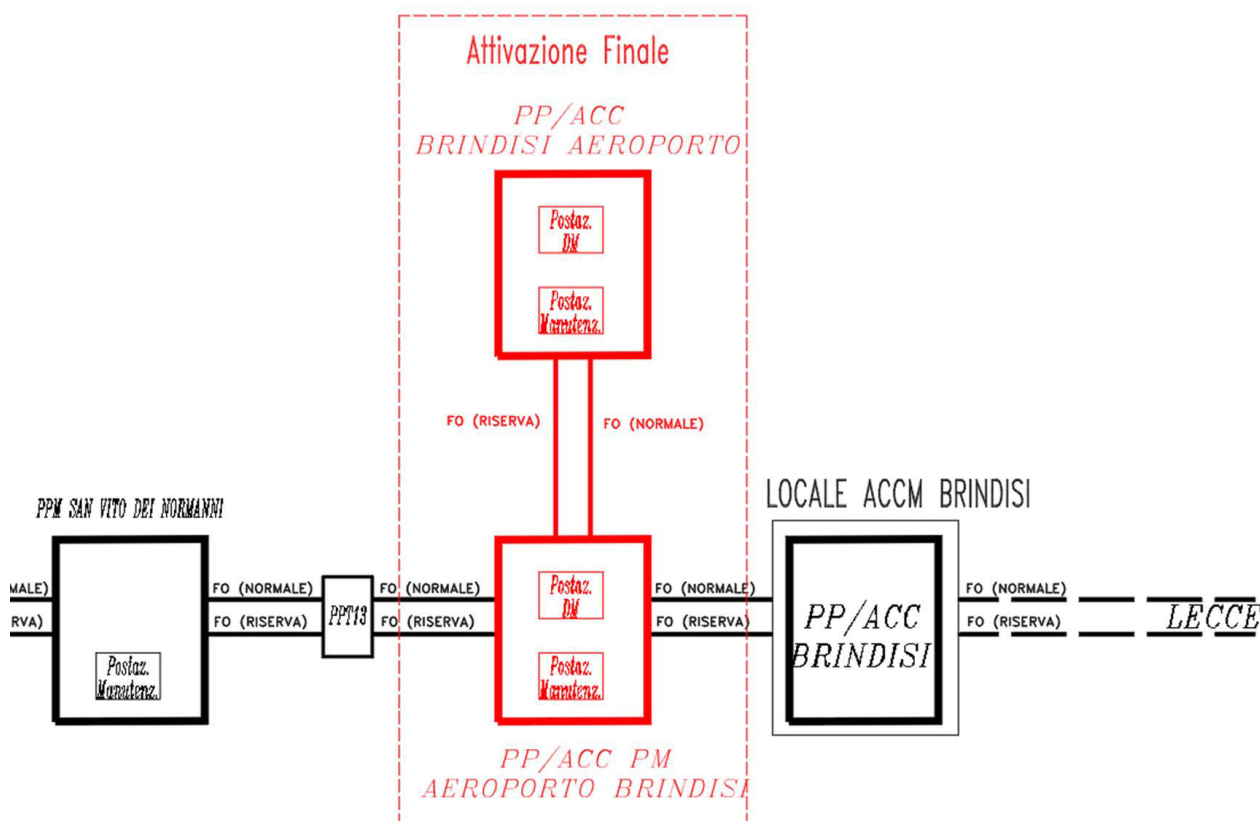 Attivazione Finale
PP/ACC
BRINDISI AEROPORTO
Postaz.
DM
Postaz.
Manutenz.
FO (RISERVA)
FO (NORMALE)
PPM SAN VITO DEI NORMANNI
LOCALE ACCM BRINDISI
MALE)
FO (NORMALE)
FO (NORMALE)
FO (NORMALE)
FO (NORMALE)
RVA)
FO (RISERVA)
PPT13
FO (RISERVA)
FO (RISERVA)
FO (RISERVA)
LECCE
Postaz.
Manutenz.
Postaz.
DM
Postaz.
Manutenz.
PP/ACC
BRINDISI
PP/ACC PM
AEROPORTO BRINDISI